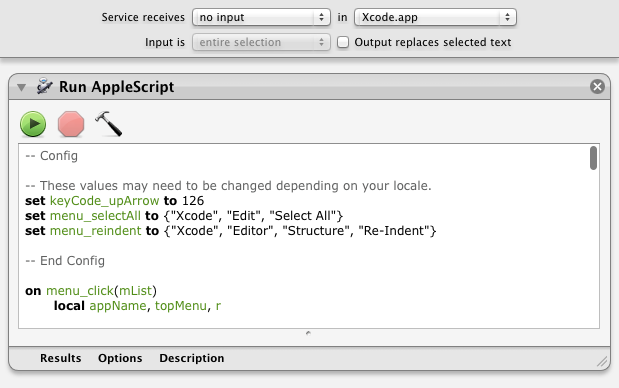 Service receives no input in Xcode.app
Input is entire selection Output replaces selected text
Run AppleScript
-- Config
-- These values may need to be changed depending on your locale.
set keyCode_upArrow to 126
set menu_selectAll to {"Xcode", "Edit", "Select All"}
set menu_reindent to {"Xcode", "Editor", "Structure", "Re-Indent"}
-- End Config
on menu_click(mList)
local appName, topMenu, r
Results Options Description